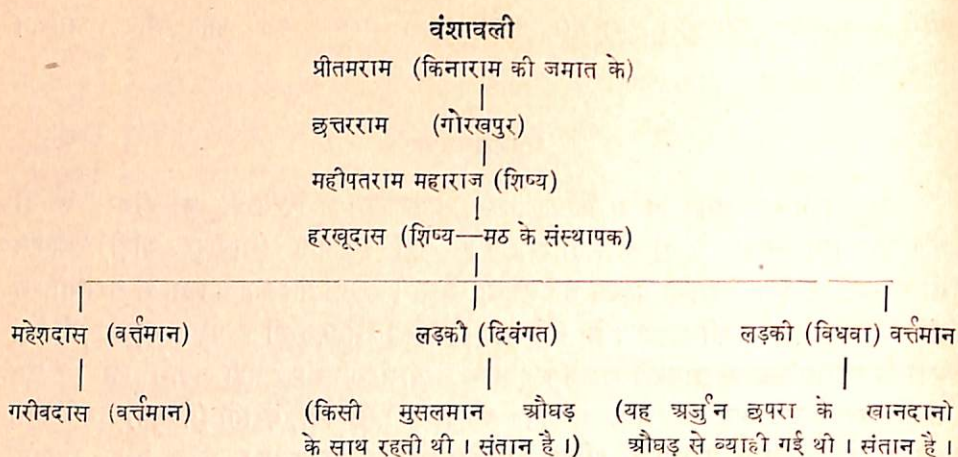 वंशावली
प्रीतमराम (किनाराम की जमात के)
छत्तरराम (गोरखपुर)
महीपतराम महाराज (शिष्य)
हरखूदास (शिष्य—मठ के संस्थापक)
महेशदास (वर्त्तमान) लड़की (दिवंगत) लड़की (विधवा) वर्त्तमान
गरीबदास (वर्त्तमान) (किसी मुसलमान औघड़ (यह अर्जुन छपरा के खानदानो
के साथ रहती थी । संतान है ।) औघड़ से ब्याही गई थी । संतान है ।